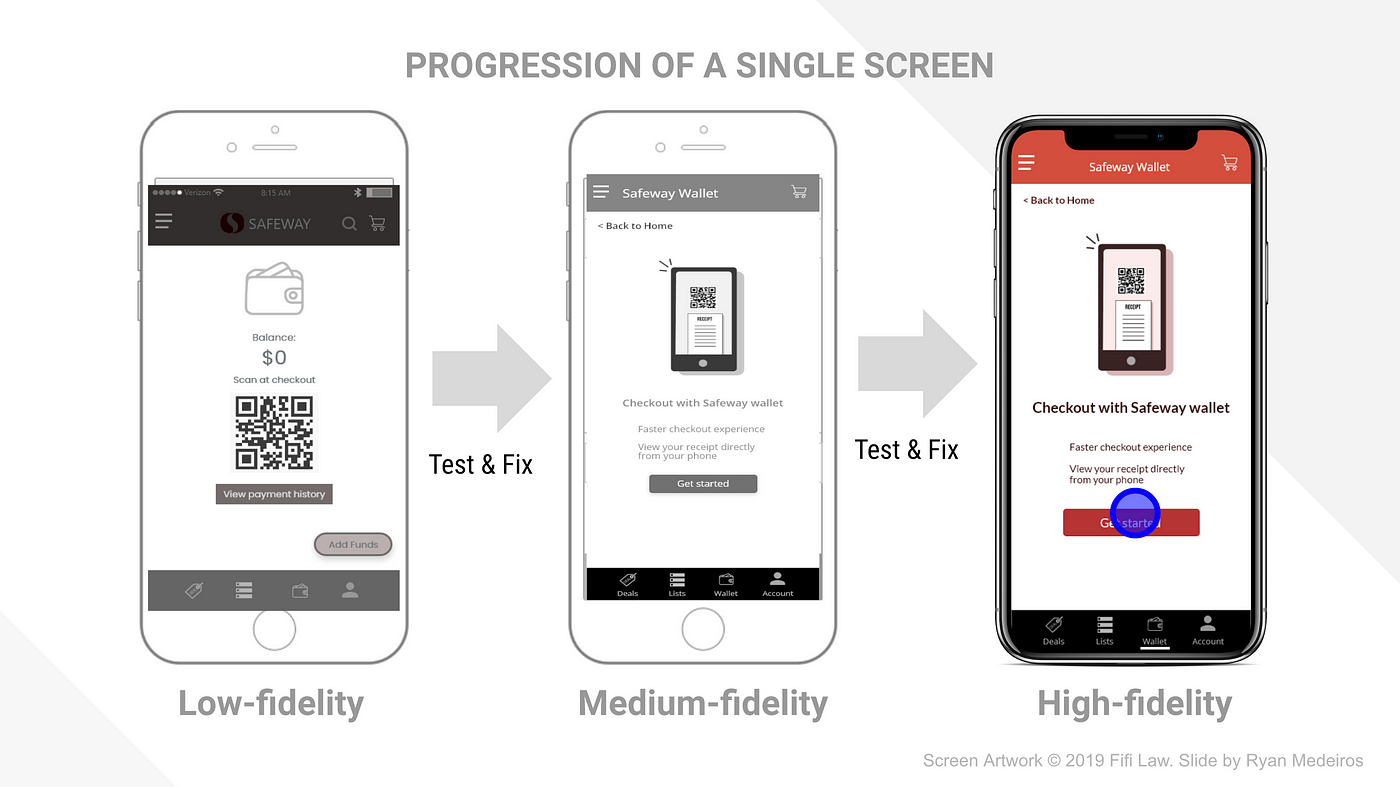 PROGRESSION OF A SINGLE SCREEN
Verizon 8:15 AM
SAFEWAY
Balance:
$0
Scan at checkout
View payment history
Add Funds
Low-fidelity
Test & Fix
Safeway Wallet
< Back to Home
RECEIPT
Checkout with Safeway wallet
Faster checkout experience
View your receipt directly
from your phone
Get started
Deals Lists Wallet Account
Medium-fidelity
Test & Fix
Safeway Wallet
< Back to Home
RECEIPT
Checkout with Safeway wallet
Faster checkout experience
View your receipt directly
from your phone
Get started
Deals Lists Wallet Account
High-fidelity
Screen Artwork © 2019 Fifi Law. Slide by Ryan Medeiros